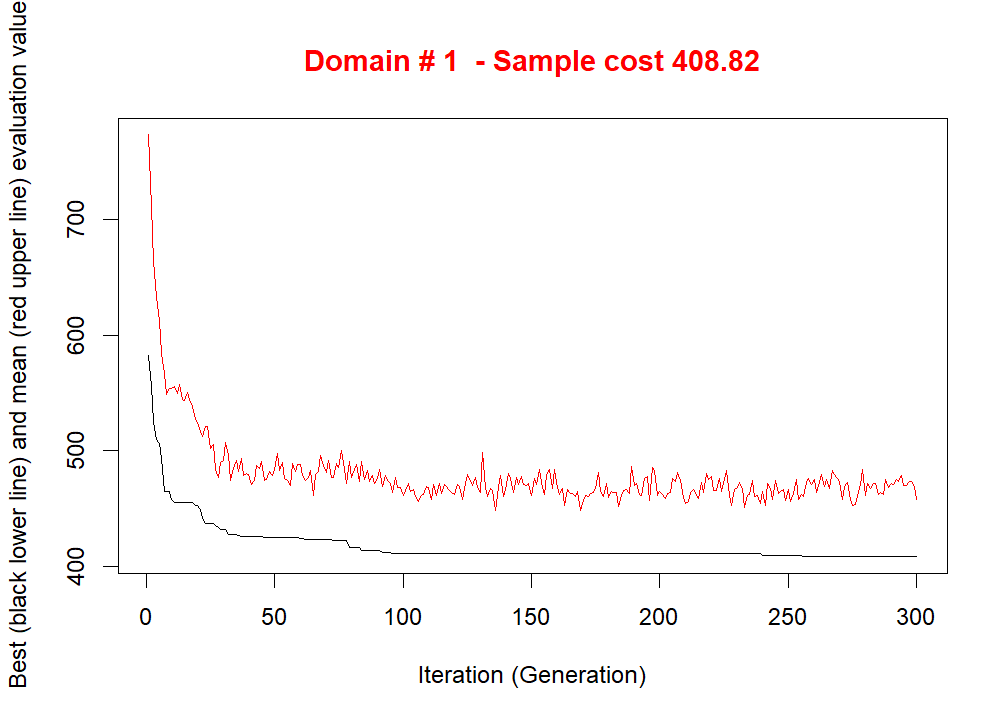 Domain # 1  - Sample cost 408.82
Best (black lower line) and mean (red upper line) evaluation value
700
600
500
400
0 50 100 150 200 250 300
Iteration (Generation)